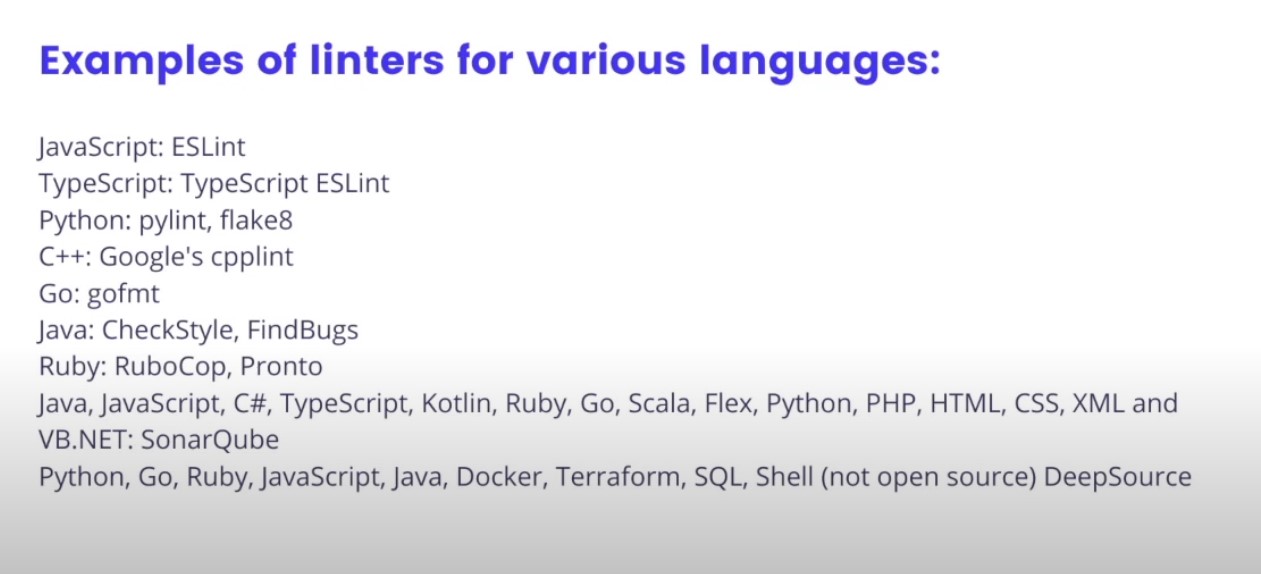 Examples of linters for various languages:
JavaScript: ESLint
TypeScript: TypeScript ESLint
Python: pylint, flake8
C++: Google's cpplint
Go: gofmt
Java: CheckStyle, FindBugs
Ruby: RuboCop, Pronto
Java, JavaScript, C#, TypeScript, Kotlin, Ruby, Go, Scala, Flex, Python, PHP, HTML, CSS, XML and
VB.NET: SonarQube
Python, Go, Ruby, JavaScript, Java, Docker, Terraform, SQL, Shell (not open source) DeepSource